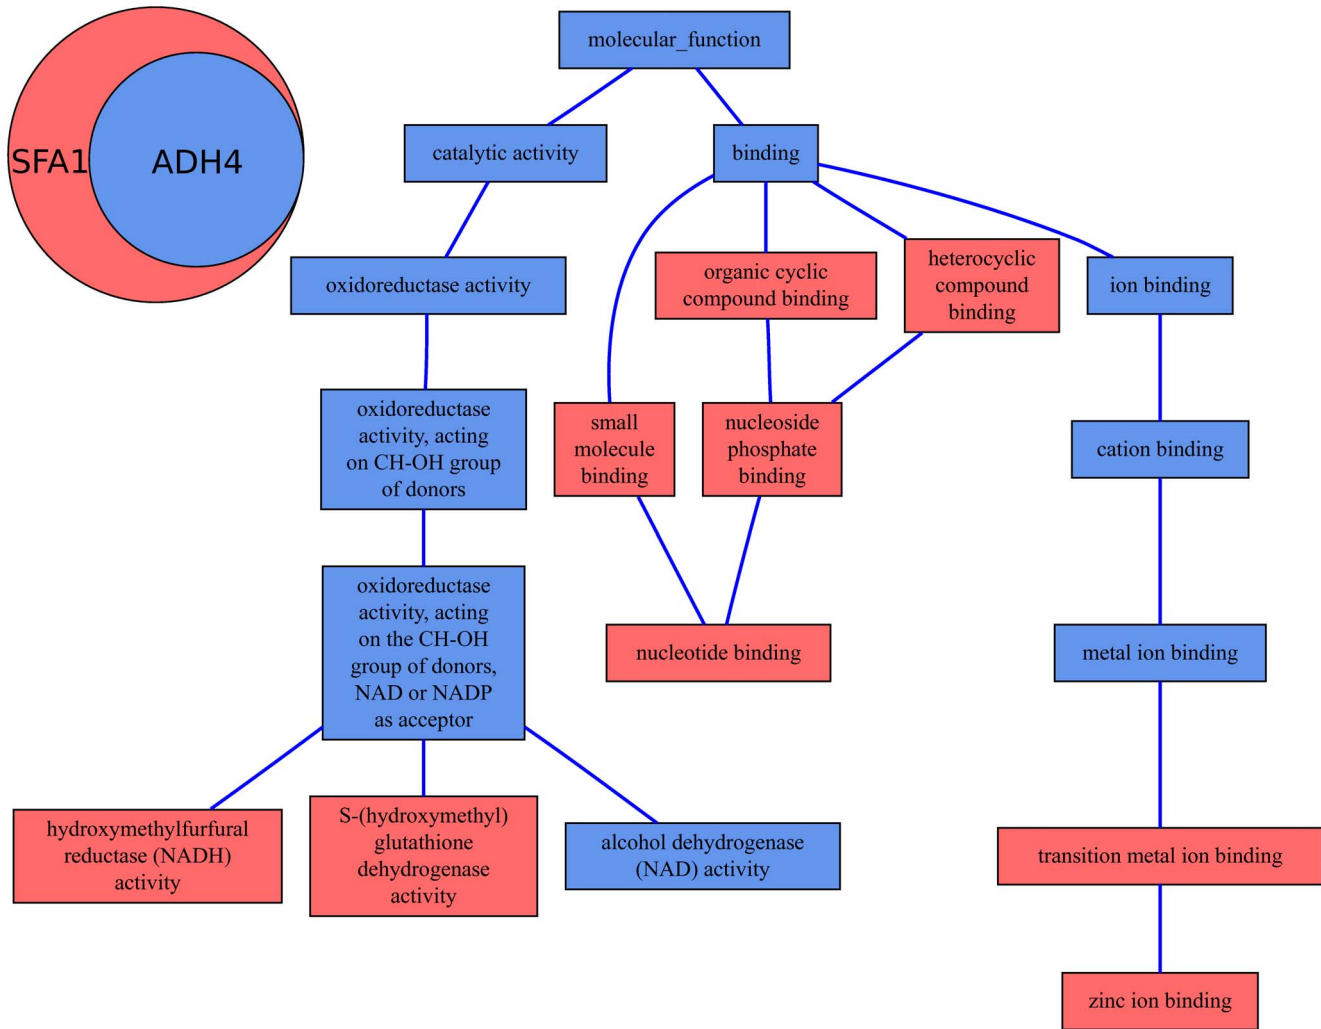 molecular_function
SFA1
ADH4
catalytic activity
binding
oxidoreductase activity
organic cyclic
compound binding
heterocyclic
compound
binding
ion binding
oxidoreductase
activity, acting
on CH-OH group
of donors
small
molecule
binding
nucleoside
phosphate
binding
cation binding
oxidoreductase
activity, acting
on the CH-OH
group of donors,
NAD or NADP
as acceptor
nucleotide binding
metal ion binding
hydroxymethylfurfural
reductase (NADH)
activity
S-(hydroxymethyl)
glutathione
dehydrogenase
activity
alcohol dehydrogenase
(NAD) activity
transition metal ion binding
zinc ion binding